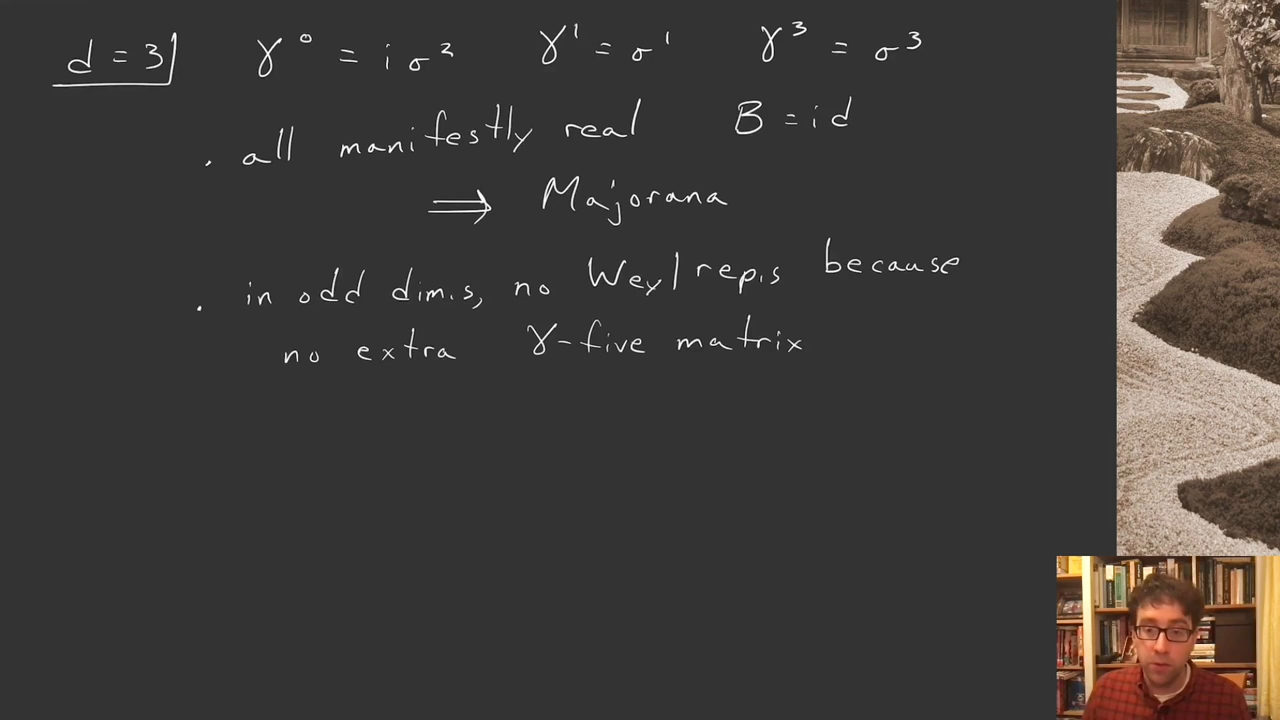 d = 3 γ⁰ = i σ² γ¹ = σ¹ γ³ = σ³
. all manifestly real B = id
⟹ Majorana
. in odd dim.s, no Weyl rep.s because
no extra γ-five matrix